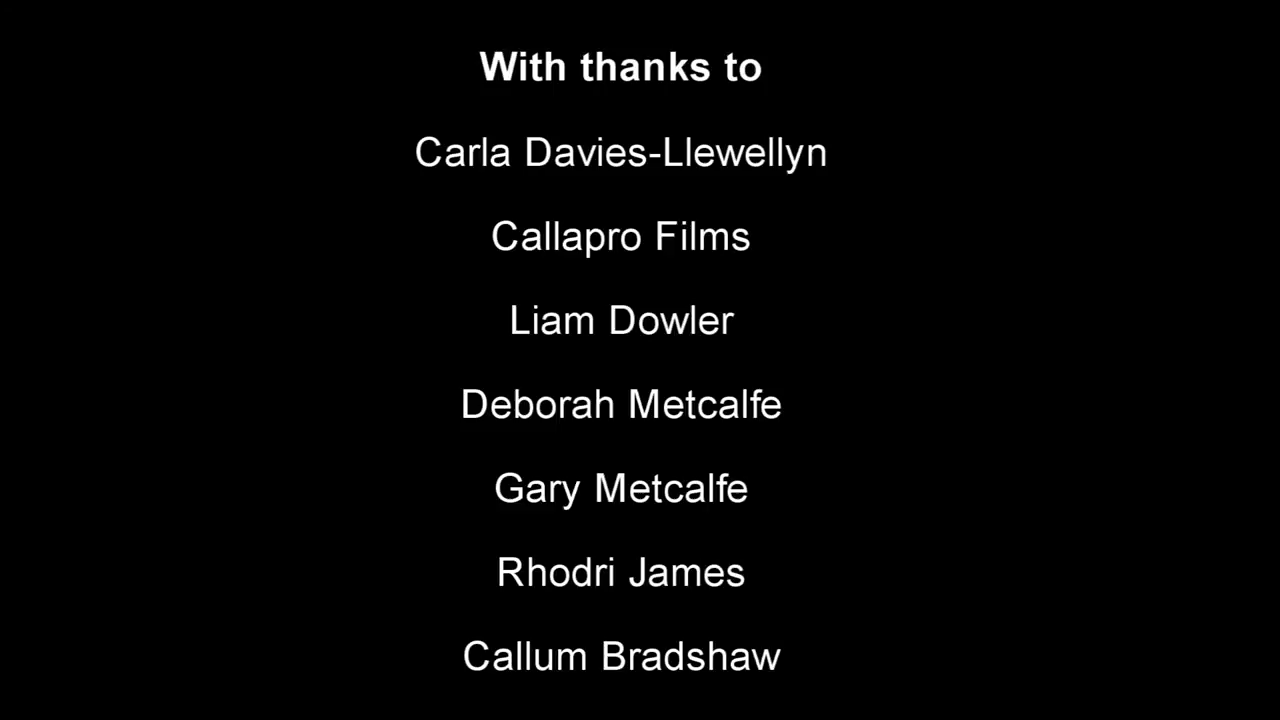 With thanks to
Carla Davies-Llewellyn
Callapro Films
Liam Dowler
Deborah Metcalfe
Gary Metcalfe
Rhodri James
Callum Bradshaw